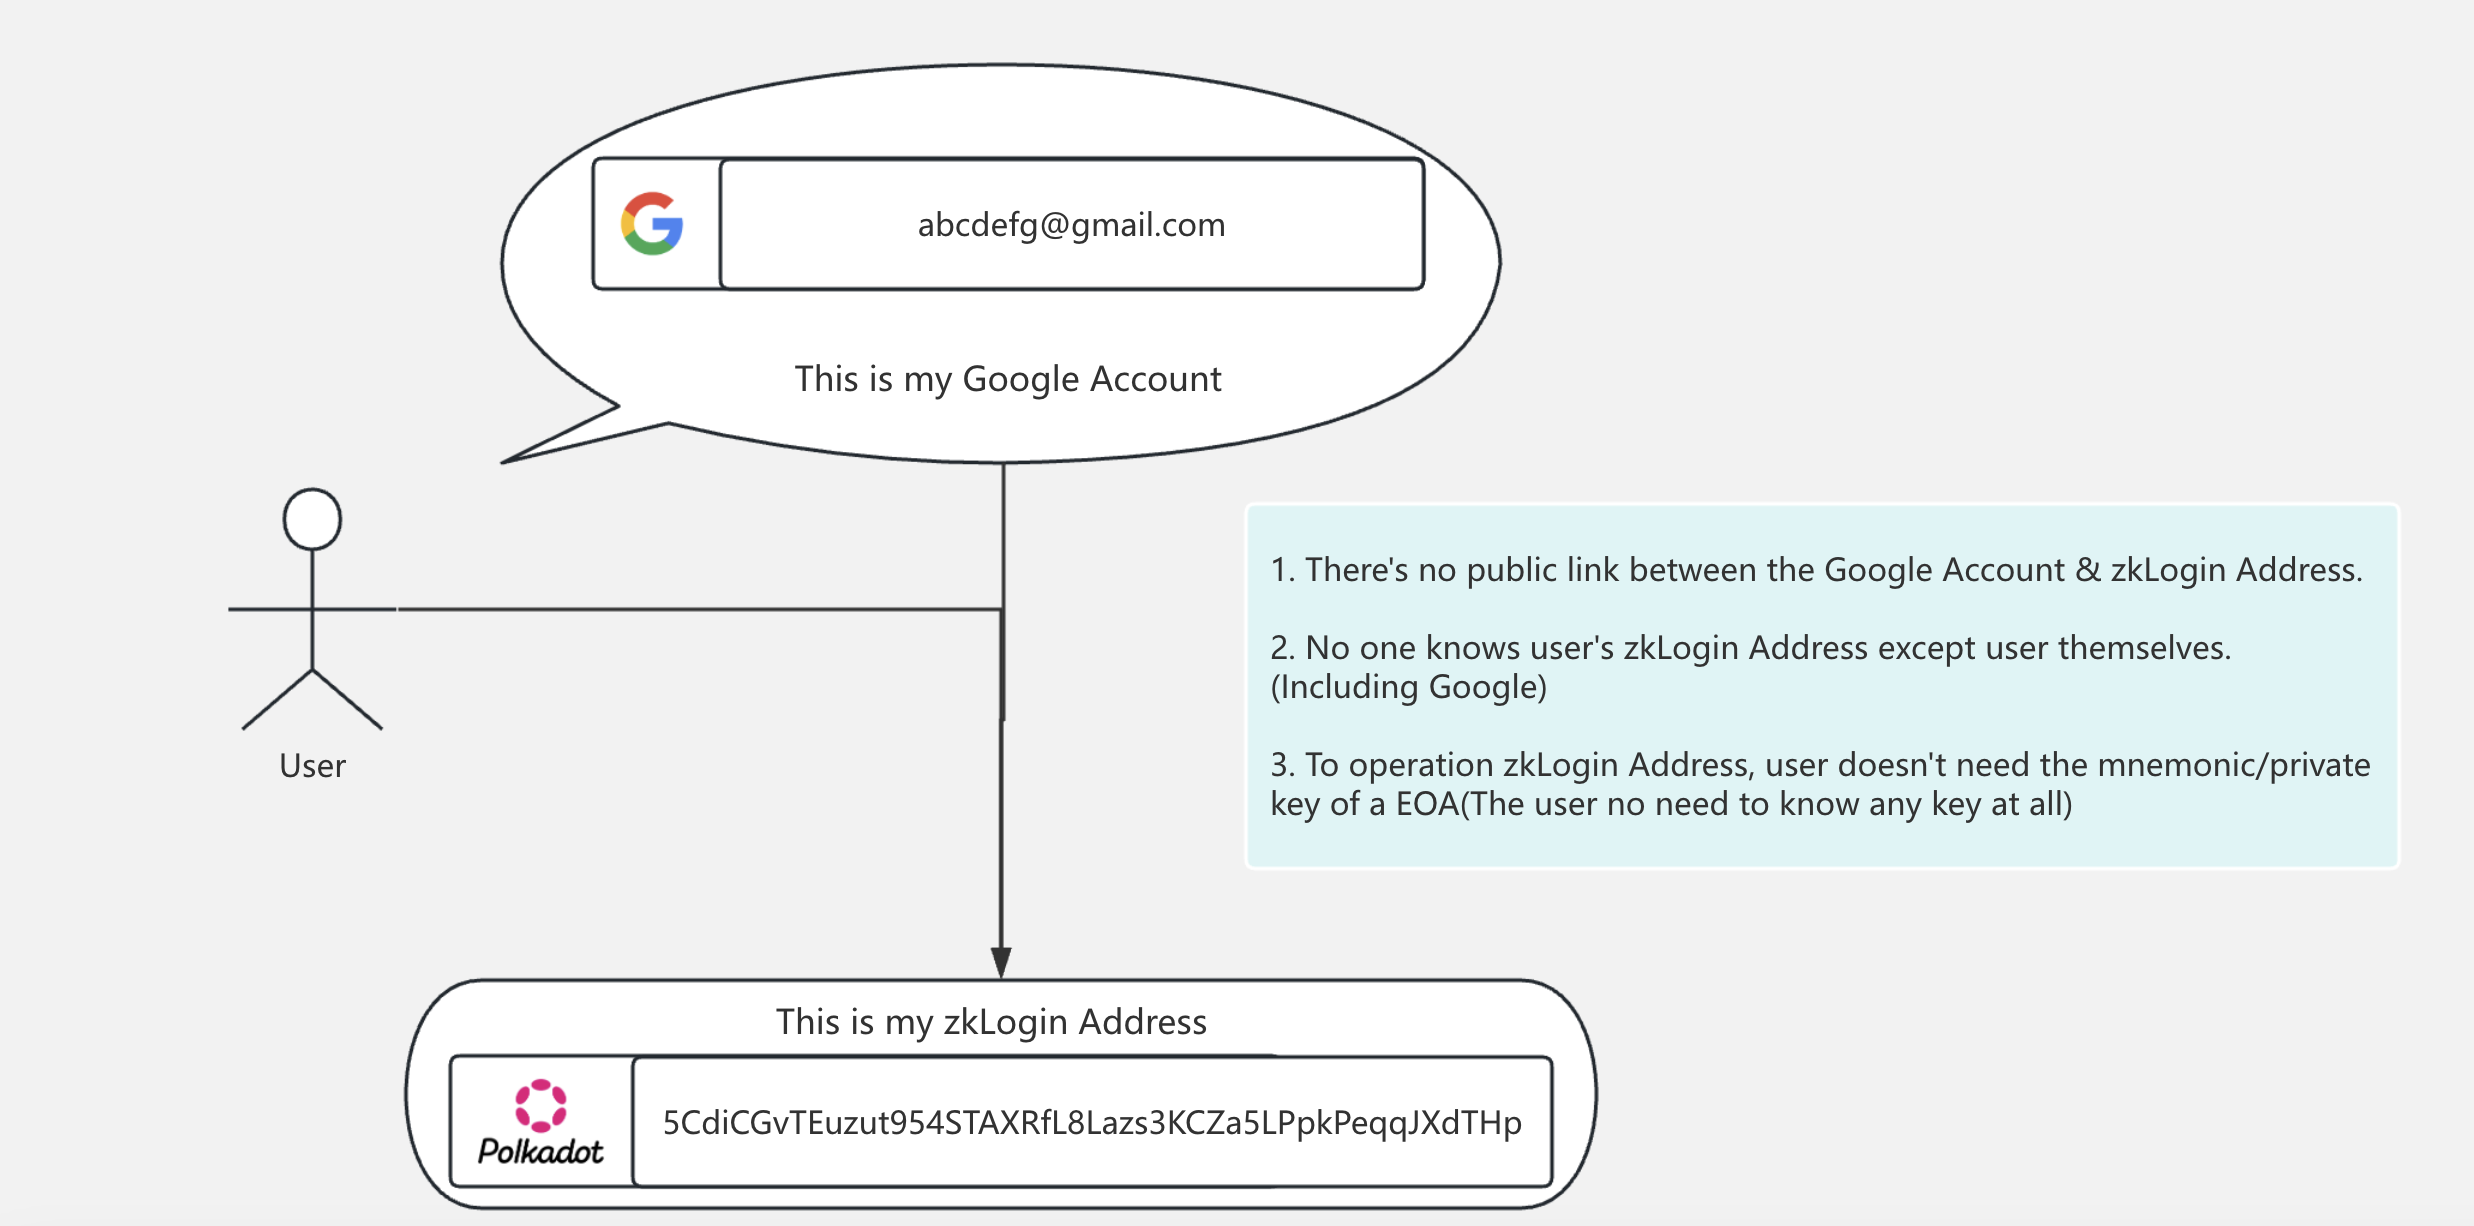 abcdefg@gmail.com
This is my Google Account
1. There's no public link between the Google Account & zkLogin Address.
2. No one knows user's zkLogin Address except user themselves.
(Including Google)
3. To operation zkLogin Address, user doesn't need the mnemonic/private
key of a EOA(The user no need to know any key at all)
User
This is my zkLogin Address
Polkadot
5CdiCGvTEuzut954STAXRfL8Lazs3KCZa5LPpkPeqqJXdTHp